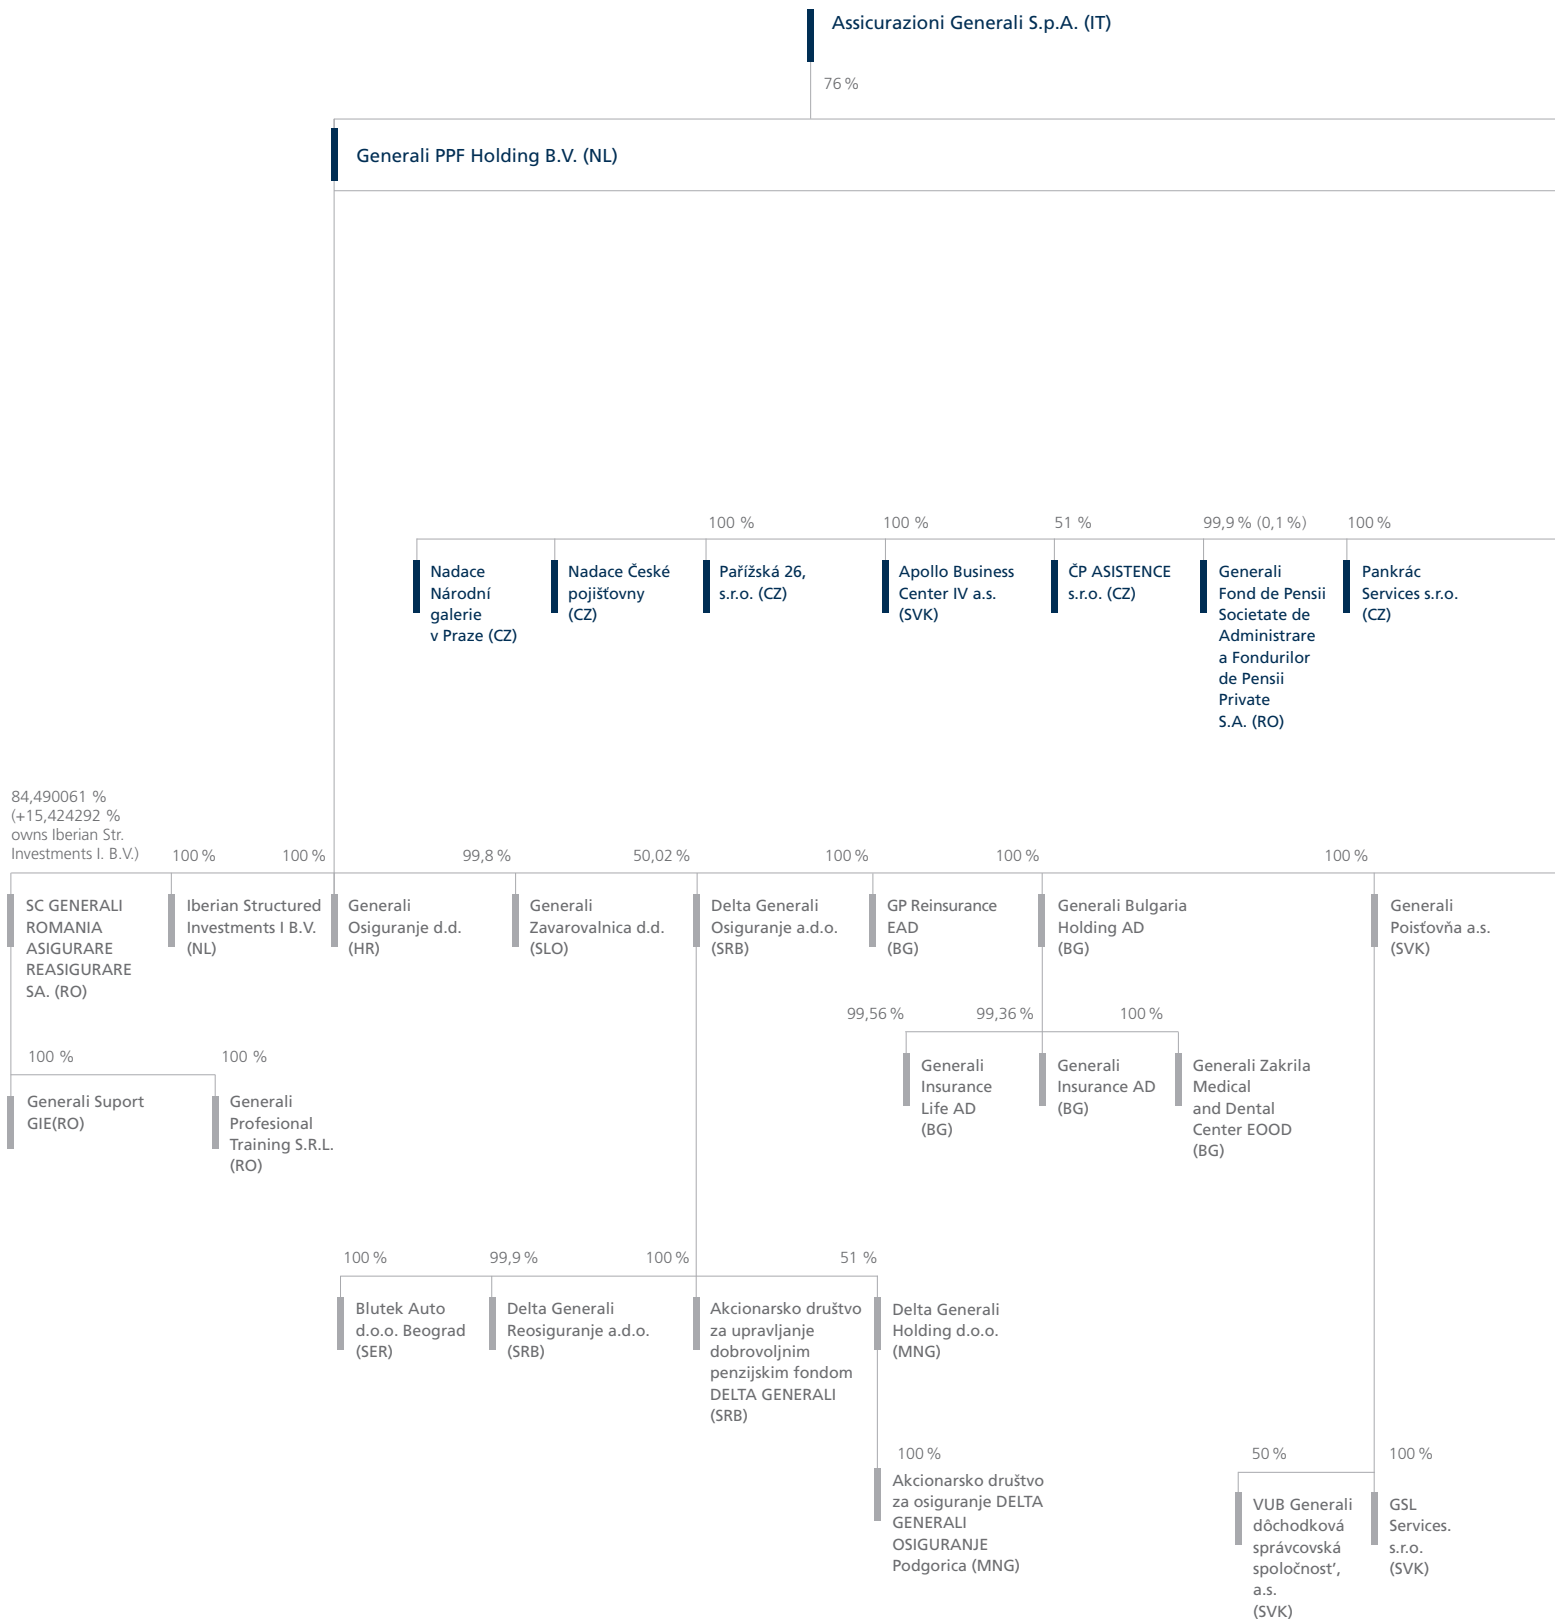 Assicurazioni Generali S.p.A. (IT)
76 %
Generali PPF Holding B.V. (NL)
100 %
100 %
51 %
99,9 % (0,1 %)
100 %
Nadace
Národní
galerie
v Praze (CZ)
Nadace České
pojišťovny
(CZ)
Pařížská 26,
s.r.o. (CZ)
Apollo Business
Center IV a.s.
(SVK)
ČP ASISTENCE
s.r.o. (CZ)
Generali
Fond de Pensii
Societate de
Administrare
a Fondurilor
de Pensii
Private
S.A. (RO)
Pankrác
Services s.r.o.
(CZ)
84,490061 %
(+15,424292 %
owns Iberian Str.
Investments I. B.V.)
100 %
100 %
99,8 %
50,02 %
100 %
100 %
100 %
SC GENERALI
ROMANIA
ASIGURARE
REASIGURARE
SA. (RO)
Iberian Structured
Investments I B.V.
(NL)
Generali
Osiguranje d.d.
(HR)
Generali
Zavarovalnica d.d.
(SLO)
Delta Generali
Osiguranje a.d.o.
(SRB)
GP Reinsurance
EAD
(BG)
Generali Bulgaria
Holding AD
(BG)
Generali
Poisťovňa a.s.
(SVK)
99,56 %
99,36 %
100 %
Generali
Insurance
Life AD
(BG)
Generali
Insurance AD
(BG)
Generali Zakrila
Medical
and Dental
Center EOOD
(BG)
100 %
100 %
Generali Suport
GIE(RO)
Generali
Profesional
Training S.R.L.
(RO)
100 %
99,9 %
100 %
51 %
Blutek Auto
d.o.o. Beograd
(SER)
Delta Generali
Reosiguranje a.d.o.
(SRB)
Akcionarsko društvo
za upravljanje
dobrovoljnim
penzijskim fondom
DELTA GENERALI
(SRB)
Delta Generali
Holding d.o.o.
(MNG)
100 %
Akcionarsko društvo
za osiguranje DELTA
GENERALI
OSIGURANJE
Podgorica (MNG)
50 %
100 %
VUB Generali
dôchodková
správcovská
spoločnosť,
a.s.
(SVK)
GSL
Services.
s.r.o.
(SVK)